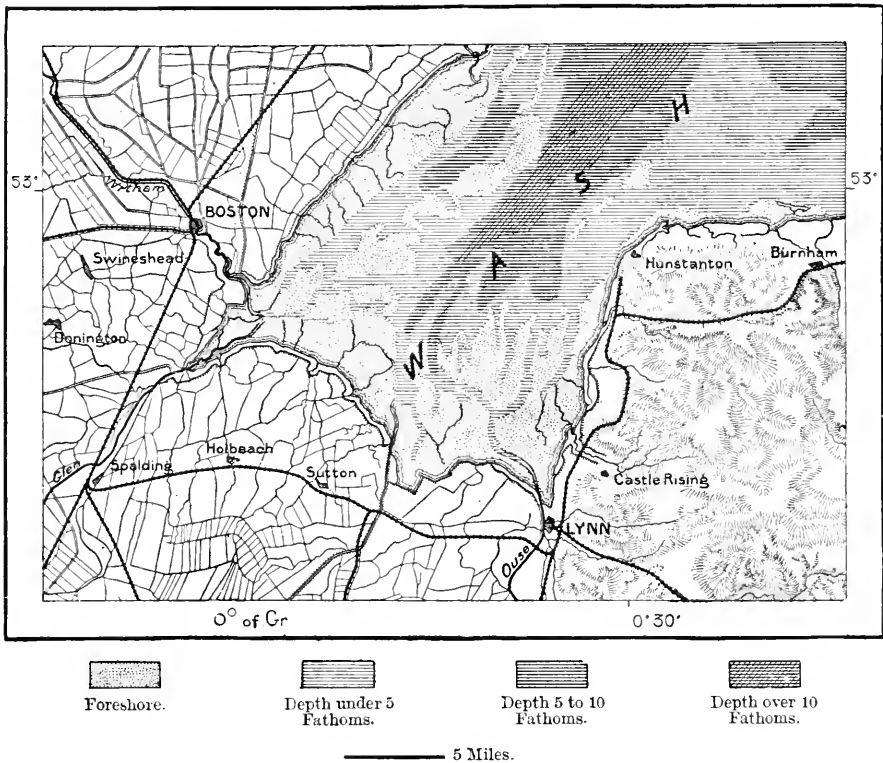 53°
53°
Witham
BOSTON
Swineshead
Donington
Glen
Spalding
Holbeach
Sutton
W A S H
Hunstanton
Burnham
Castle Rising
LYNN
Ouse
0° of Gr
0°30'
Foreshore.
Depth under 5
Fathoms.
Depth 5 to 10
Fathoms.
Depth over 10
Fathoms.
5 Miles.